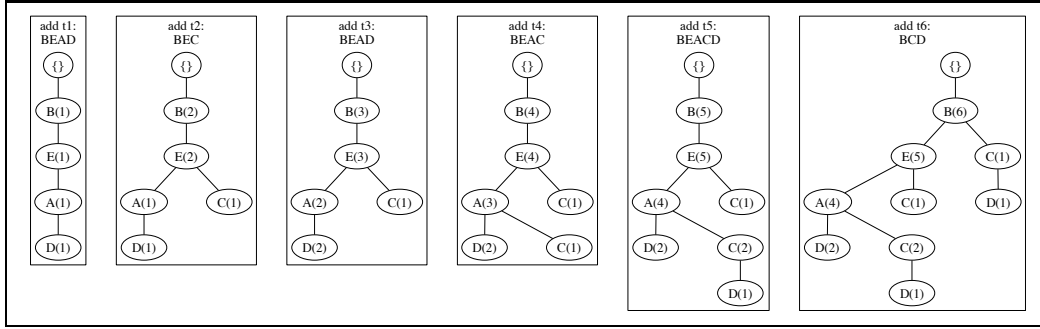 add t1:
BEAD
{}
B(1)
E(1)
A(1)
D(1)
add t2:
BEC
{}
B(2)
E(2)
A(1) C(1)
D(1)
add t3:
BEAD
{}
B(3)
E(3)
A(2) C(1)
D(2)
add t4:
BEAC
{}
B(4)
E(4)
A(3) C(1)
D(2) C(1)
add t5:
BEACD
{}
B(5)
E(5)
A(4) C(1)
D(2) C(2)
D(1)
add t6:
BCD
{}
B(6)
E(5) C(1)
A(4) C(1) D(1)
D(2) C(2)
D(1)